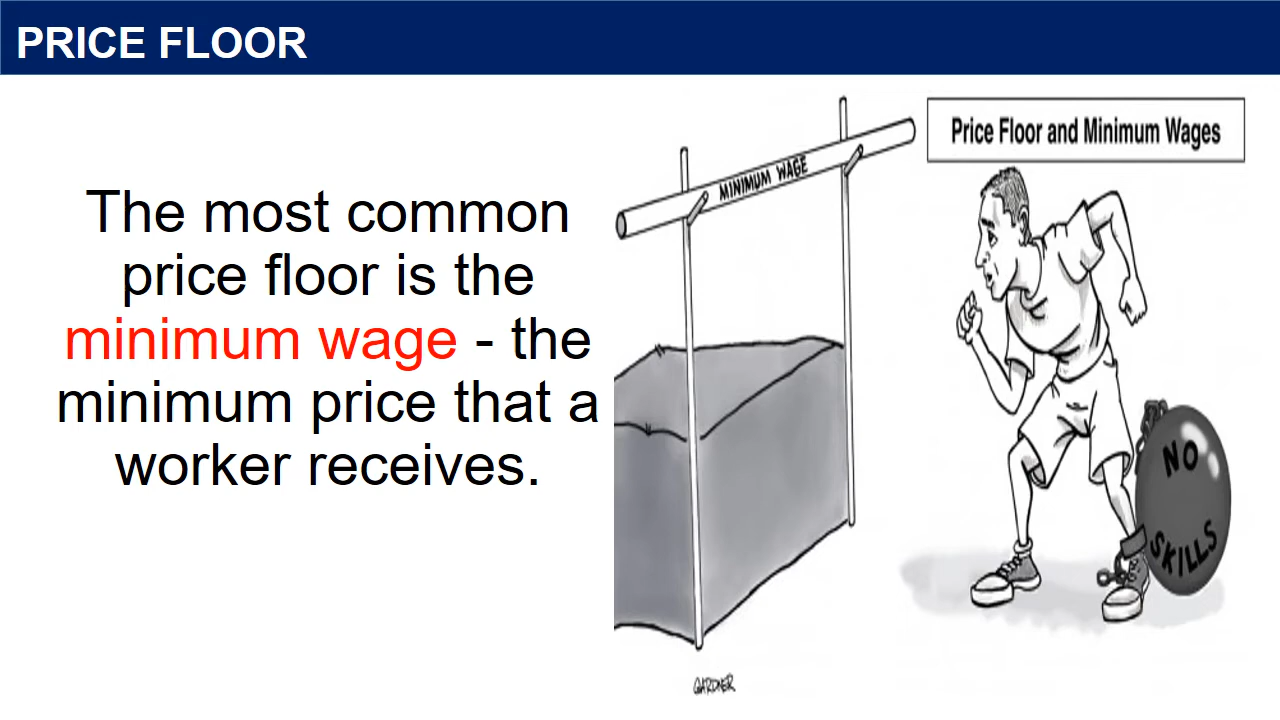 PRICE FLOOR
The most common
price floor is the
minimum wage - the
minimum price that a
worker receives.
Price Floor and Minimum Wages
MINIMUM WAGE
NO
SKILLS
GARDNER